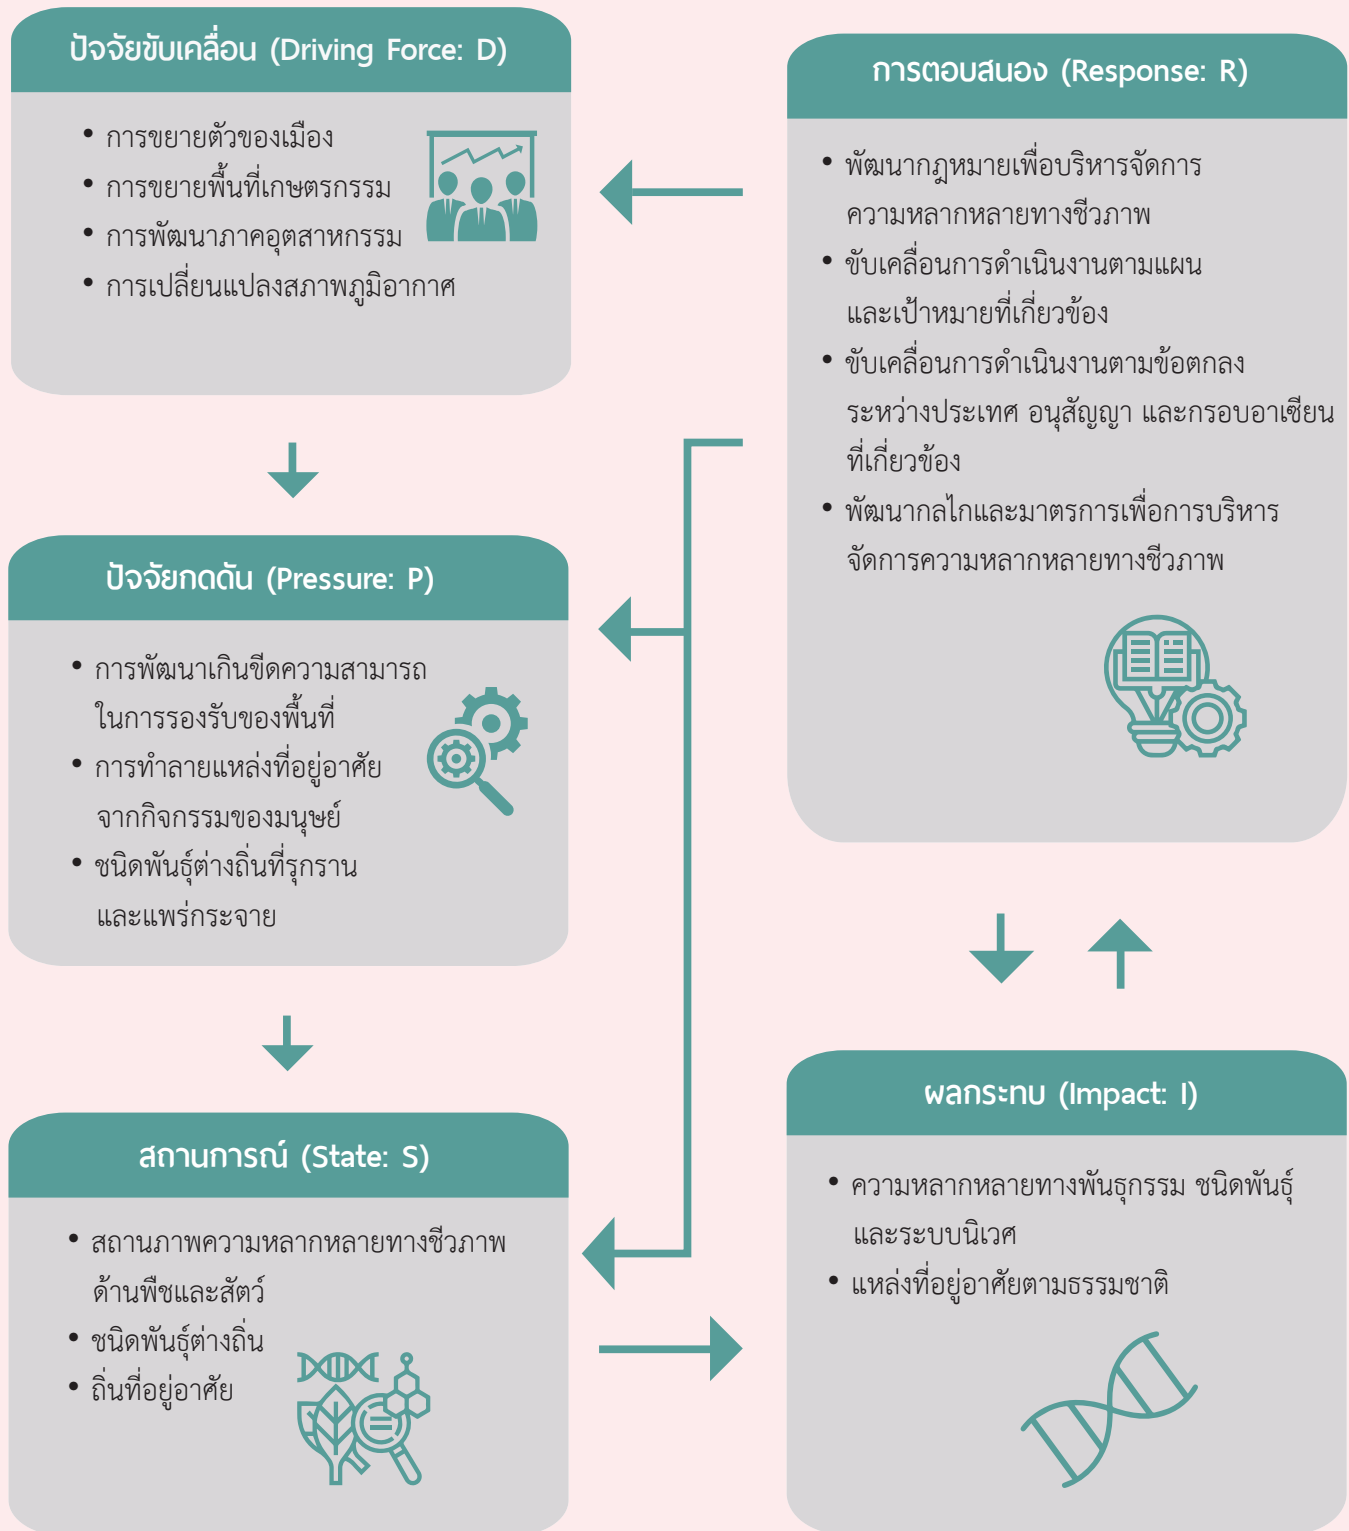 ปัจจัยขับเคลื่อน (Driving Force: D)
• การขยายตัวของเมือง
• การขยายพื้นที่เกษตรกรรม
• การพัฒนาภาคอุตสาหกรรม
• การเปลี่ยนแปลงสภาพภูมิอากาศ
ปัจจัยกดดัน (Pressure: P)
• การพัฒนาเกินขีดความสามารถ
ในการรองรับของพื้นที่
• การทำลายแหล่งที่อยู่อาศัย
จากกิจกรรมของมนุษย์
• ชนิดพันธุ์ต่างถิ่นที่รุกราน
และแพร่กระจาย
สถานการณ์ (State: S)
• สถานภาพความหลากหลายทางชีวภาพ
ด้านพืชและสัตว์
• ชนิดพันธุ์ต่างถิ่น
• ถิ่นที่อยู่อาศัย
การตอบสนอง (Response: R)
• พัฒนากฎหมายเพื่อบริหารจัดการ
ความหลากหลายทางชีวภาพ
• ขับเคลื่อนการดำเนินงานตามแผน
และเป้าหมายที่เกี่ยวข้อง
• ขับเคลื่อนการดำเนินงานตามข้อตกลง
ระหว่างประเทศ อนุสัญญา และกรอบอาเซียน
ที่เกี่ยวข้อง
• พัฒนากลไกและมาตรการเพื่อการบริหาร
จัดการความหลากหลายทางชีวภาพ
ผลกระทบ (Impact: I)
• ความหลากหลายทางพันธุกรรม ชนิดพันธุ์
และระบบนิเวศ
• แหล่งที่อยู่อาศัยตามธรรมชาติ